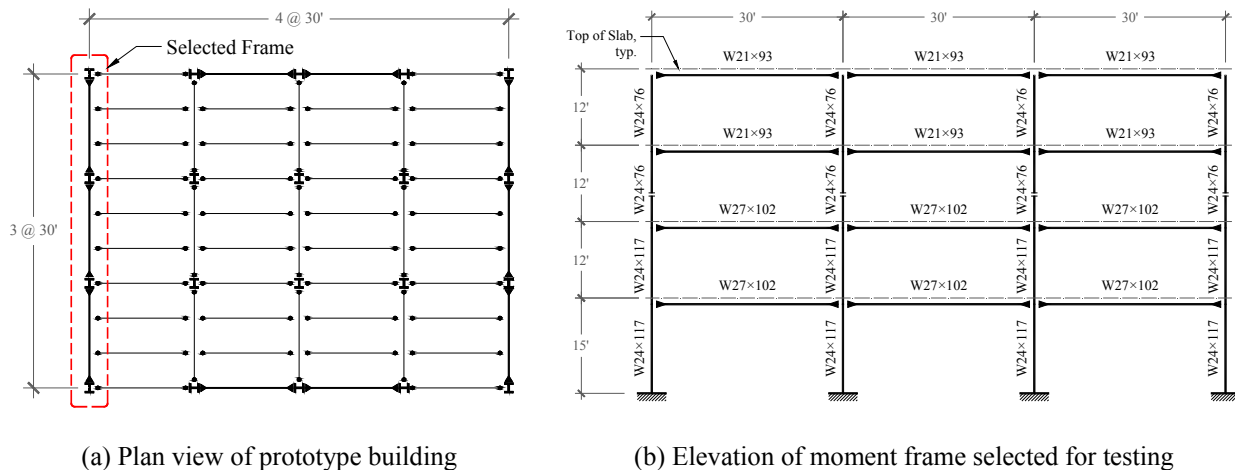 4 @ 30'
Selected Frame
3 @ 30'
(a) Plan view of prototype building
30' 30' 30'
Top of Slab,
typ.
W21×93 W21×93 W21×93
12'
W24×76 W24×76 W24×76 W24×76
W21×93 W21×93 W21×93
12'
W24×76 W24×76 W24×76 W24×76
W27×102 W27×102 W27×102
12'
W24×117 W24×117 W24×117 W24×117
W27×102 W27×102 W27×102
15'
W24×117 W24×117 W24×117 W24×117
(b) Elevation of moment frame selected for testing